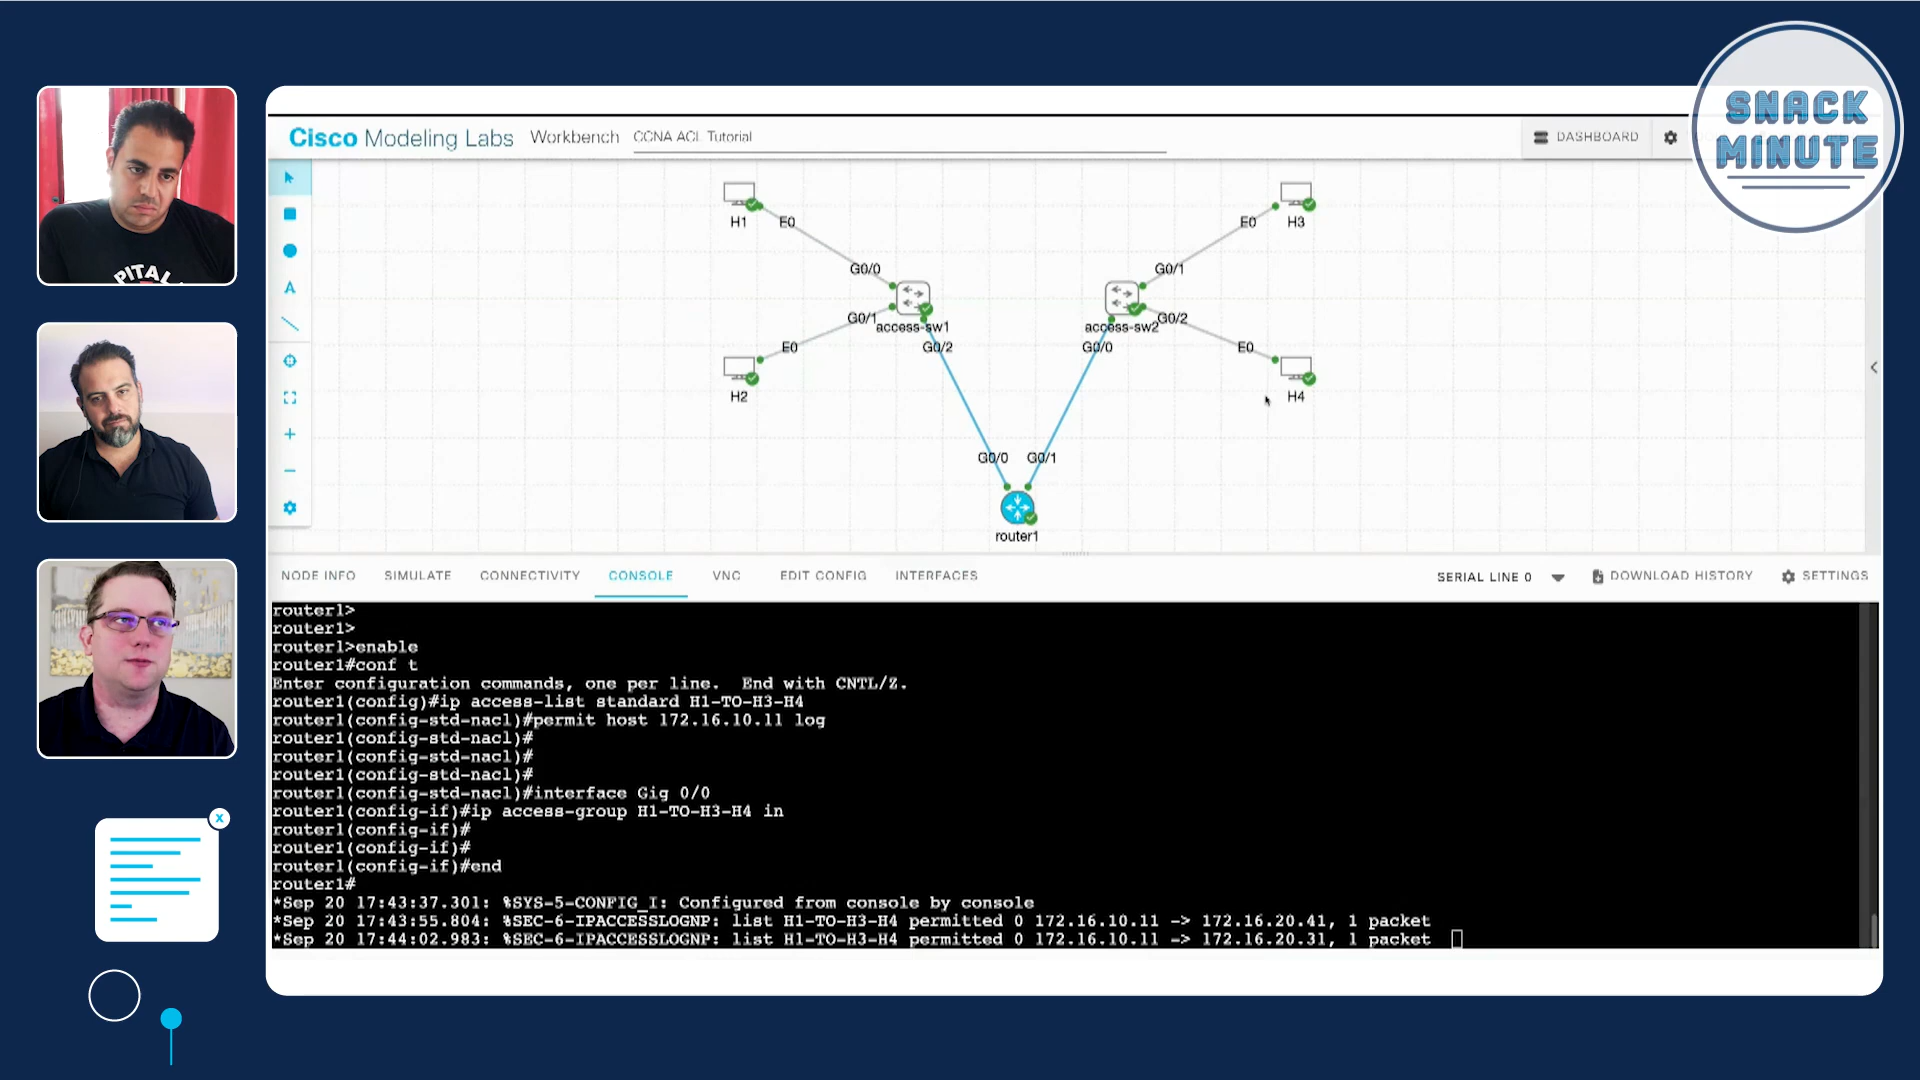 SNACK
MINUTE
Cisco Modeling Labs Workbench CCNA ACL Tutorial
DASHBOARD
H1
E0
G0/0
G0/1
access-sw1
G0/2
E0
H2
H3
E0
G0/1
G0/2
access-sw2
G0/0
E0
H4
G0/0
G0/1
router1
PITAL
NODE INFO SIMULATE CONNECTIVITY CONSOLE VNC EDIT CONFIG INTERFACES
SERIAL LINE 0 DOWNLOAD HISTORY SETTINGS
A
router1>
router1>
router1>enable
router1#conf t
Enter configuration commands, one per line.  End with CNTL/Z.
router1(config)#ip access-list standard H1-TO-H3-H4
router1(config-std-nacl)#permit host 172.16.10.11 log
router1(config-std-nacl)#
router1(config-std-nacl)#
router1(config-std-nacl)#
router1(config-std-nacl)#interface Gig 0/0
router1(config-if)#ip access-group H1-TO-H3-H4 in
router1(config-if)#
router1(config-if)#
router1(config-if)#end
router1#
*Sep 20 17:43:37.301: %SYS-5-CONFIG_I: Configured from console by console
*Sep 20 17:43:55.804: %SEC-6-IPACCESSLOGNP: list H1-TO-H3-H4 permitted 0 172.16.10.11 -> 172.16.20.41, 1 packet
*Sep 20 17:44:02.983: %SEC-6-IPACCESSLOGNP: list H1-TO-H3-H4 permitted 0 172.16.10.11 -> 172.16.20.31, 1 packet
x